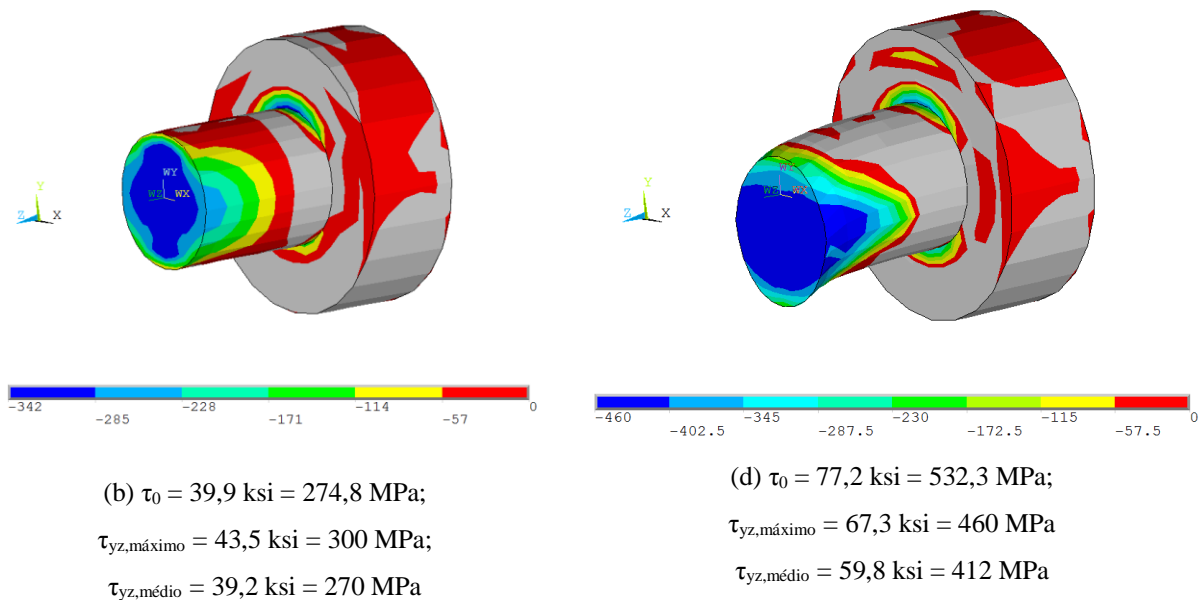 WY
WZ WX
Y
Z X
-342 -285 -228 -171 -114 -57 0
(b) τ0 = 39,9 ksi = 274,8 MPa;
τyz,máximo = 43,5 ksi = 300 MPa;
τyz,médio = 39,2 ksi = 270 MPa
WY
WZ WX
Y
Z X
-460 -402.5 -345 -287.5 -230 -172.5 -115 -57.5 0
(d) τ0 = 77,2 ksi = 532,3 MPa;
τyz,máximo = 67,3 ksi = 460 MPa
τyz,médio = 59,8 ksi = 412 MPa